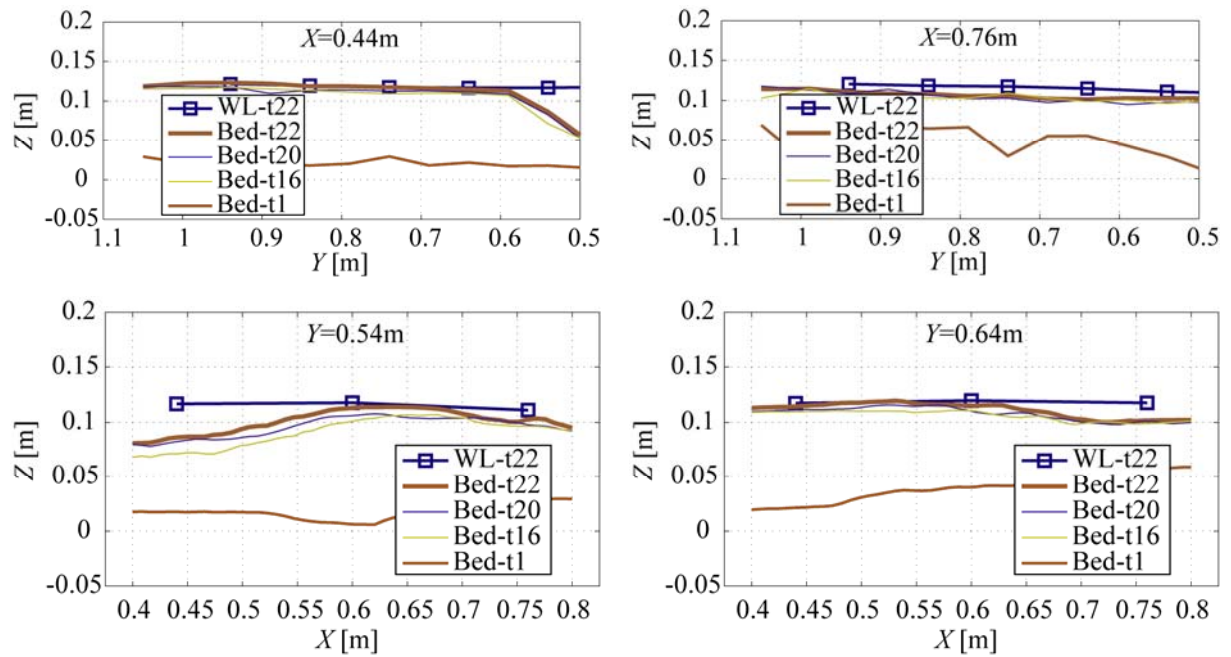 0.2
X=0.44m
0.15
0.1
0.05
0
-0.05
Z [m]
WL-t22
Bed-t22
Bed-t20
Bed-t16
Bed-t1
1.1 1 0.9 0.8 0.7 0.6 0.5
Y [m]
0.2
X=0.76m
0.15
0.1
0.05
0
-0.05
Z [m]
WL-t22
Bed-t22
Bed-t20
Bed-t16
Bed-t1
1.1 1 0.9 0.8 0.7 0.6 0.5
Y [m]
0.2
Y=0.54m
0.15
0.1
0.05
0
-0.05
Z [m]
WL-t22
Bed-t22
Bed-t20
Bed-t16
Bed-t1
0.4 0.45 0.5 0.55 0.6 0.65 0.7 0.75 0.8
X [m]
0.2
Y=0.64m
0.15
0.1
0.05
0
-0.05
Z [m]
WL-t22
Bed-t22
Bed-t20
Bed-t16
Bed-t1
0.4 0.45 0.5 0.55 0.6 0.65 0.7 0.75 0.8
X [m]